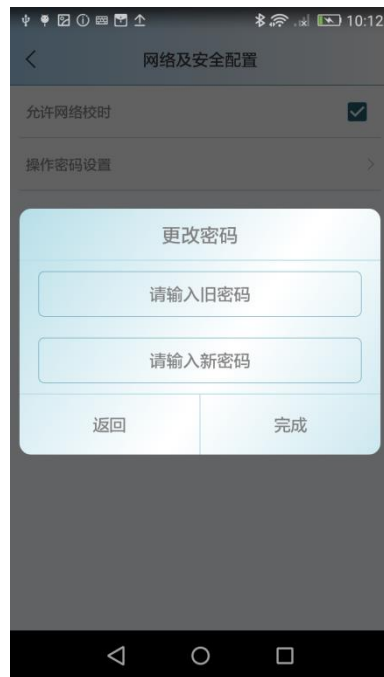 10:12
网络及安全配置
允许网络校时
操作密码设置
更改密码
请输入旧密码
请输入新密码
返回
完成